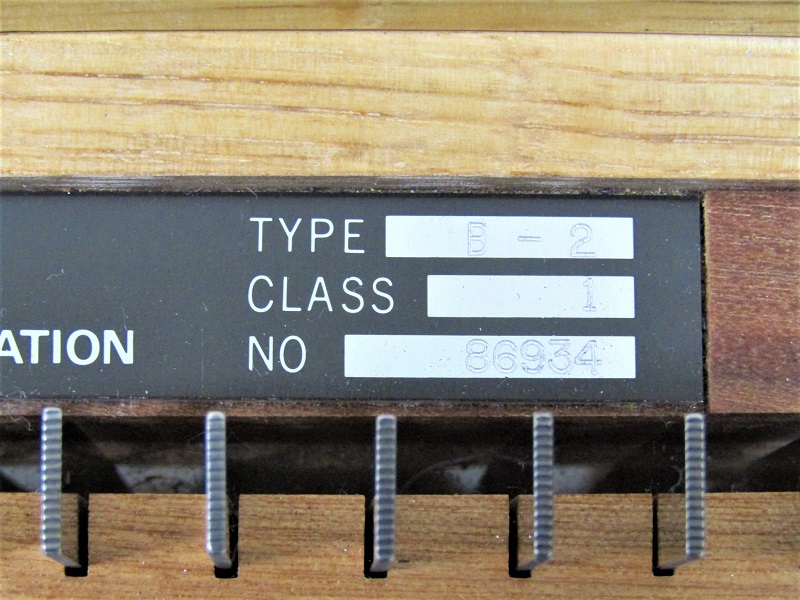 TYPE B-2
CLASS 1
ATION
NO 86934